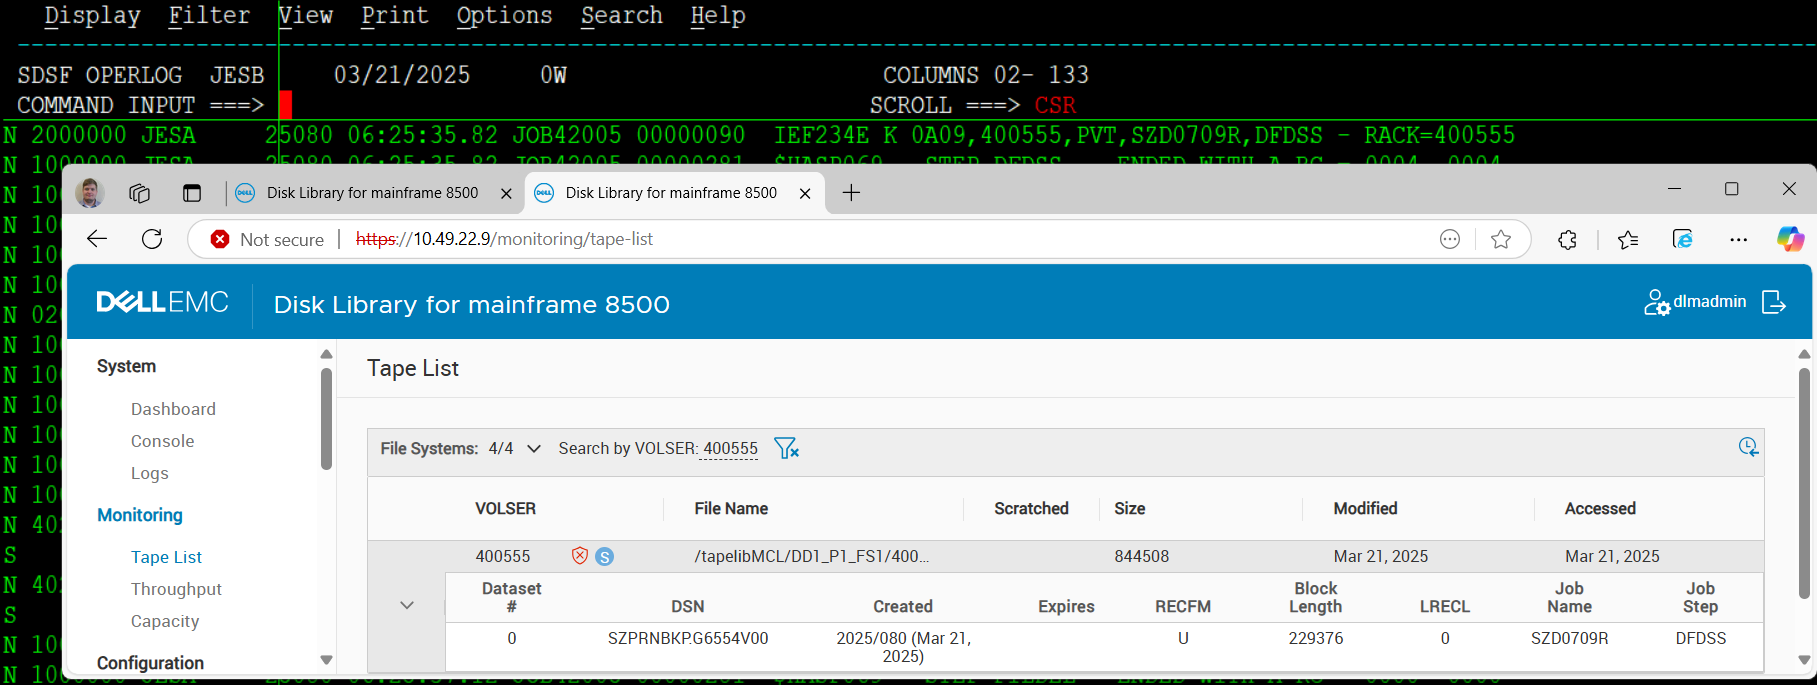 Display Filter View Print Options Search Help
SDSF OPERLOG JESB 03/21/2025 0W COLUMNS 02- 133
COMMAND INPUT ===> SCROLL ===> CSR
N 2000000 JESA 25080 06:25:35.82 JOB42005 00000090 IEF234E K 0A09,400555,PVT,SZD0709R,DFDSS - RACK=400555
Disk Library for mainframe 8500 Disk Library for mainframe 8500
Not secure https://10.49.22.9/monitoring/tape-list
DELLEMC Disk Library for mainframe 8500 dlmadmin
System
Dashboard
Console
Logs
Monitoring
Tape List
Throughput
Capacity
Configuration
Tape List
File Systems: 4/4 Search by VOLSER: 400555
VOLSER File Name Scratched Size Modified Accessed
400555 S /tapelibMCL/DD1_P1_FS1/400... 844508 Mar 21, 2025 Mar 21, 2025
Dataset # DSN Created Expires RECFM Block Length LRECL Job Name Job Step
0 SZPRNBKP.G6554V00 2025/080 (Mar 21, 2025) U 229376 0 SZD0709R DFDSS